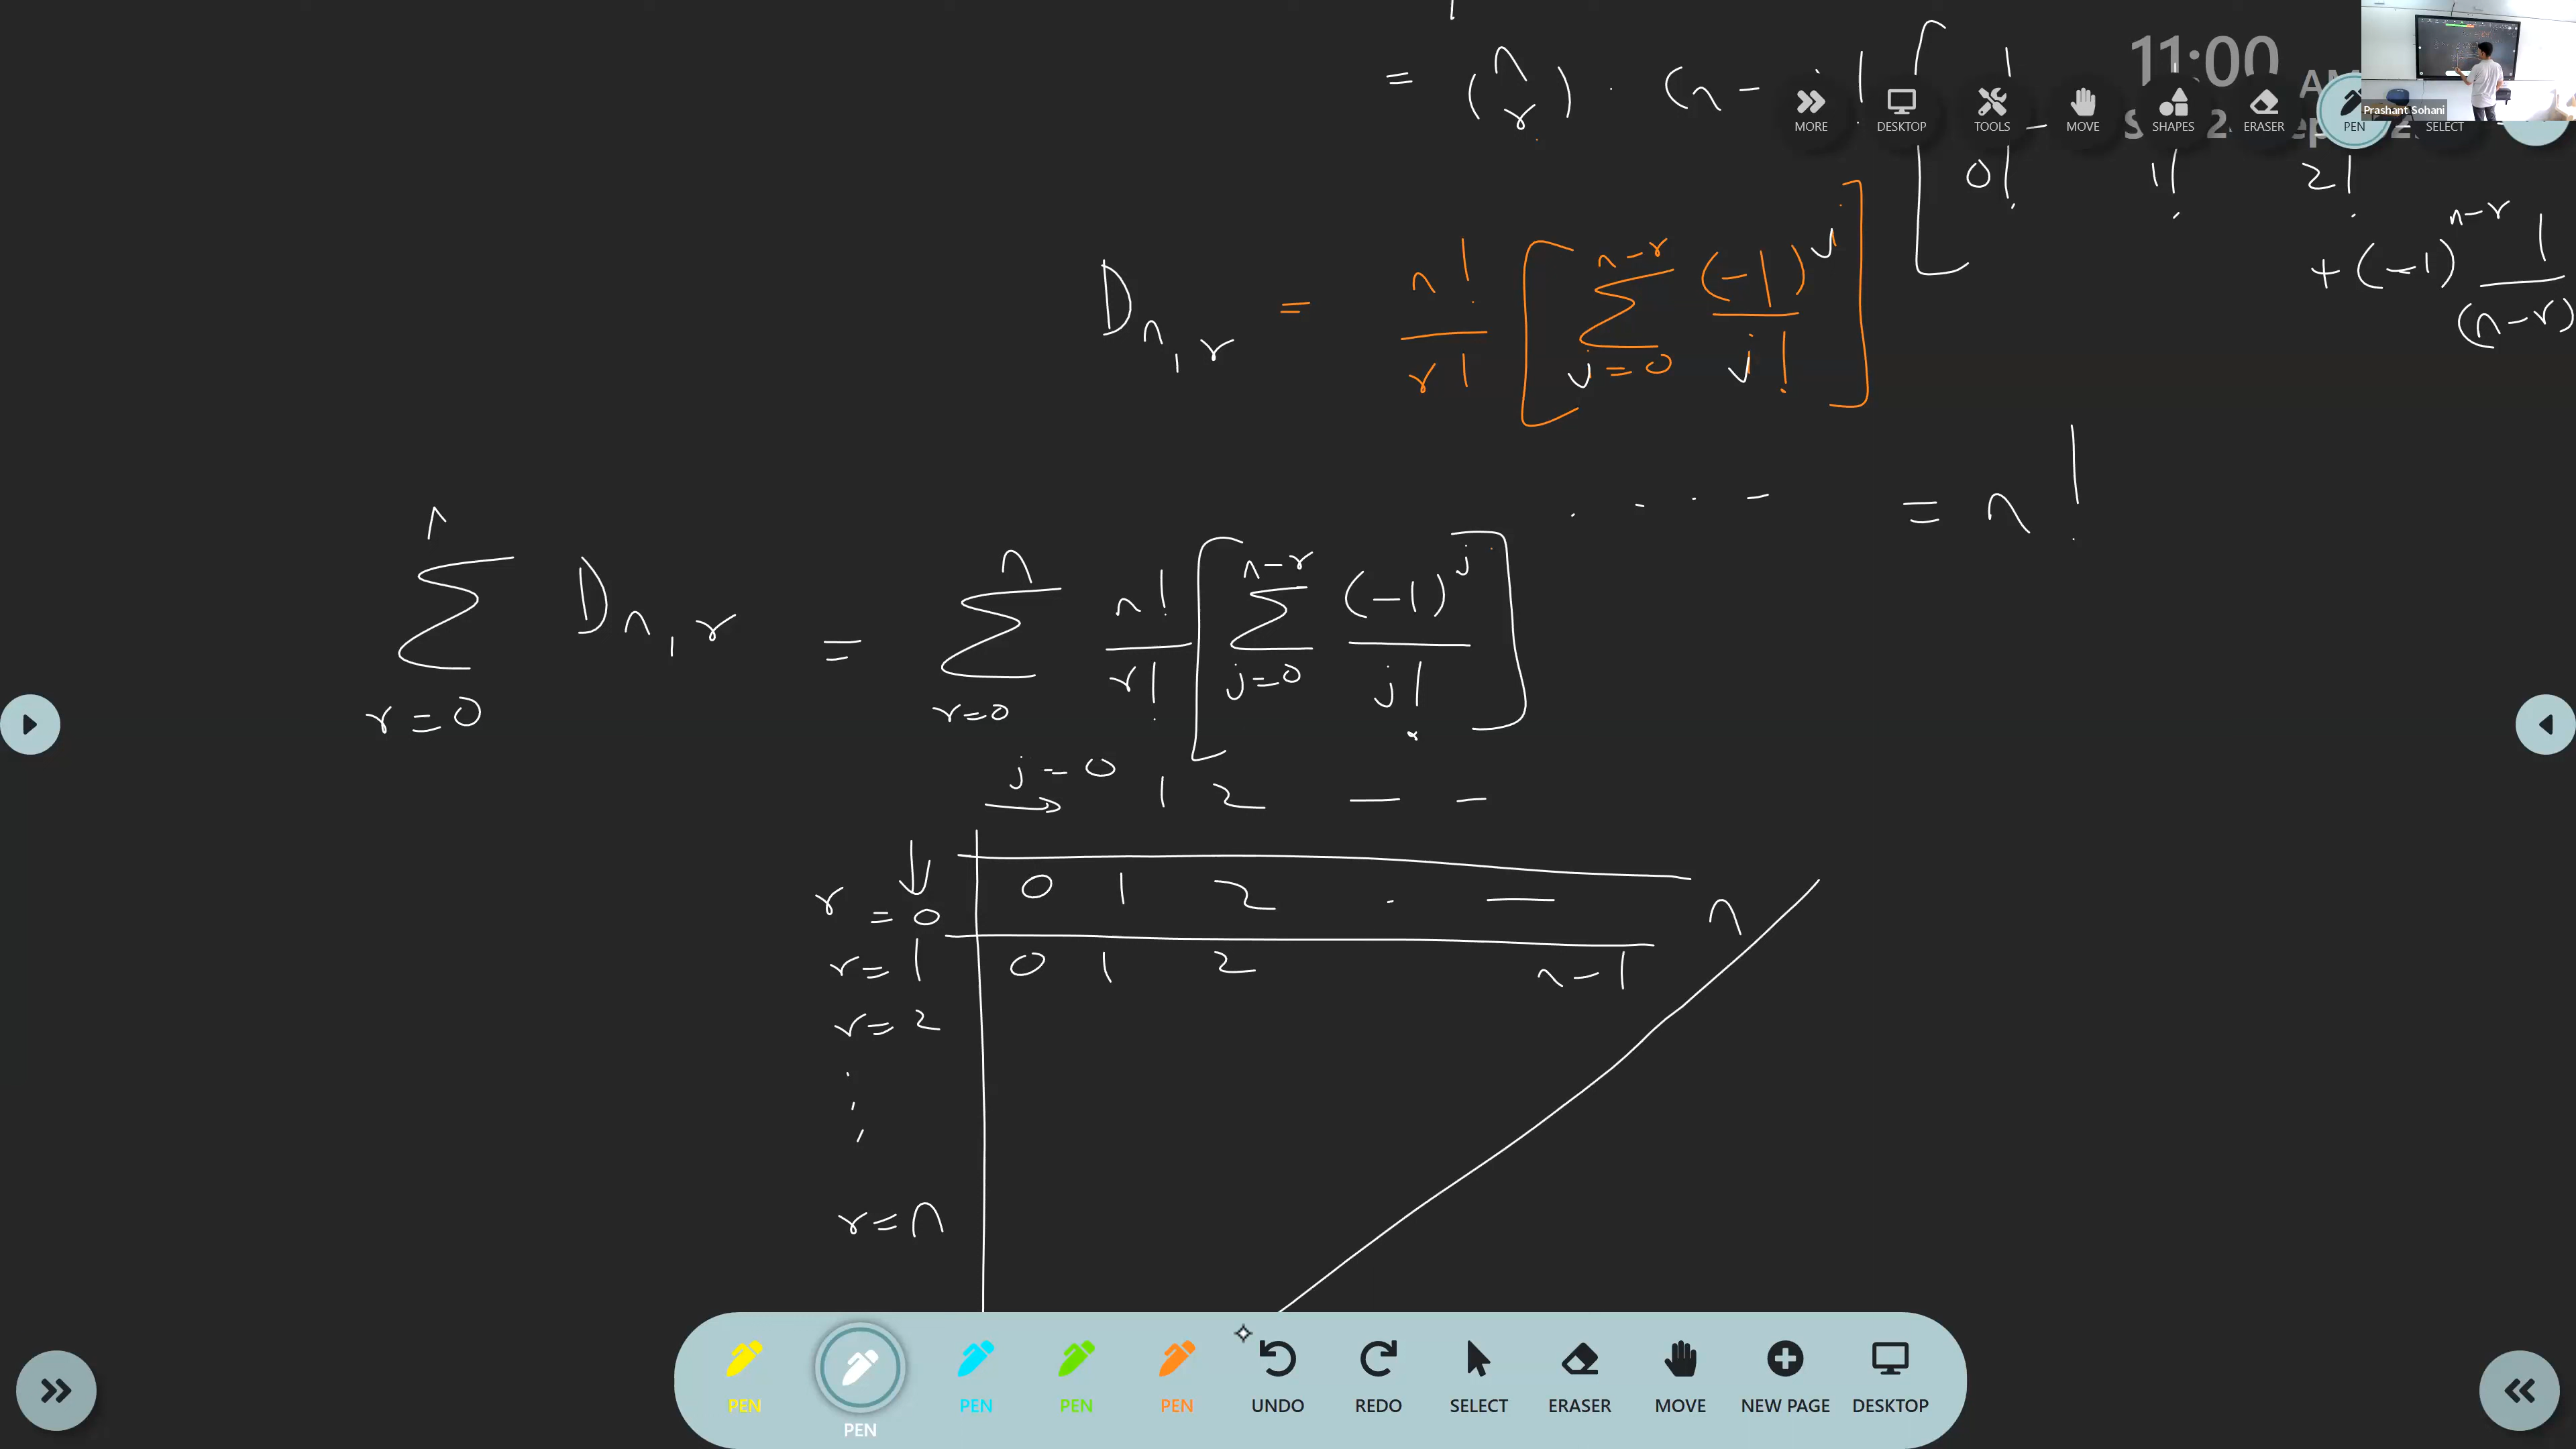 = (n r) · (n -
0! 1! 2!
+ (-1)^{n-r} 1/(n-r)
D_{n,r} = n!/r! [ Σ_{j=0}^{n-r} (-1)^j / j! ]
Σ_{r=0} D_{n,r} = Σ_{r=0}^{n} n!/r! [ Σ_{j=0}^{n-r} (-1)^j / j! ] · - · - = n!
j = 0 1 2 — -
r = 0 0 1 2 . — n
r = 1 0 1 2 n-1
r = 2
r = n
11:00
MORE DESKTOP TOOLS MOVE SHAPES ERASER PEN SELECT
Prashant Sohani
PEN PEN PEN PEN PEN UNDO REDO SELECT ERASER MOVE NEW PAGE DESKTOP